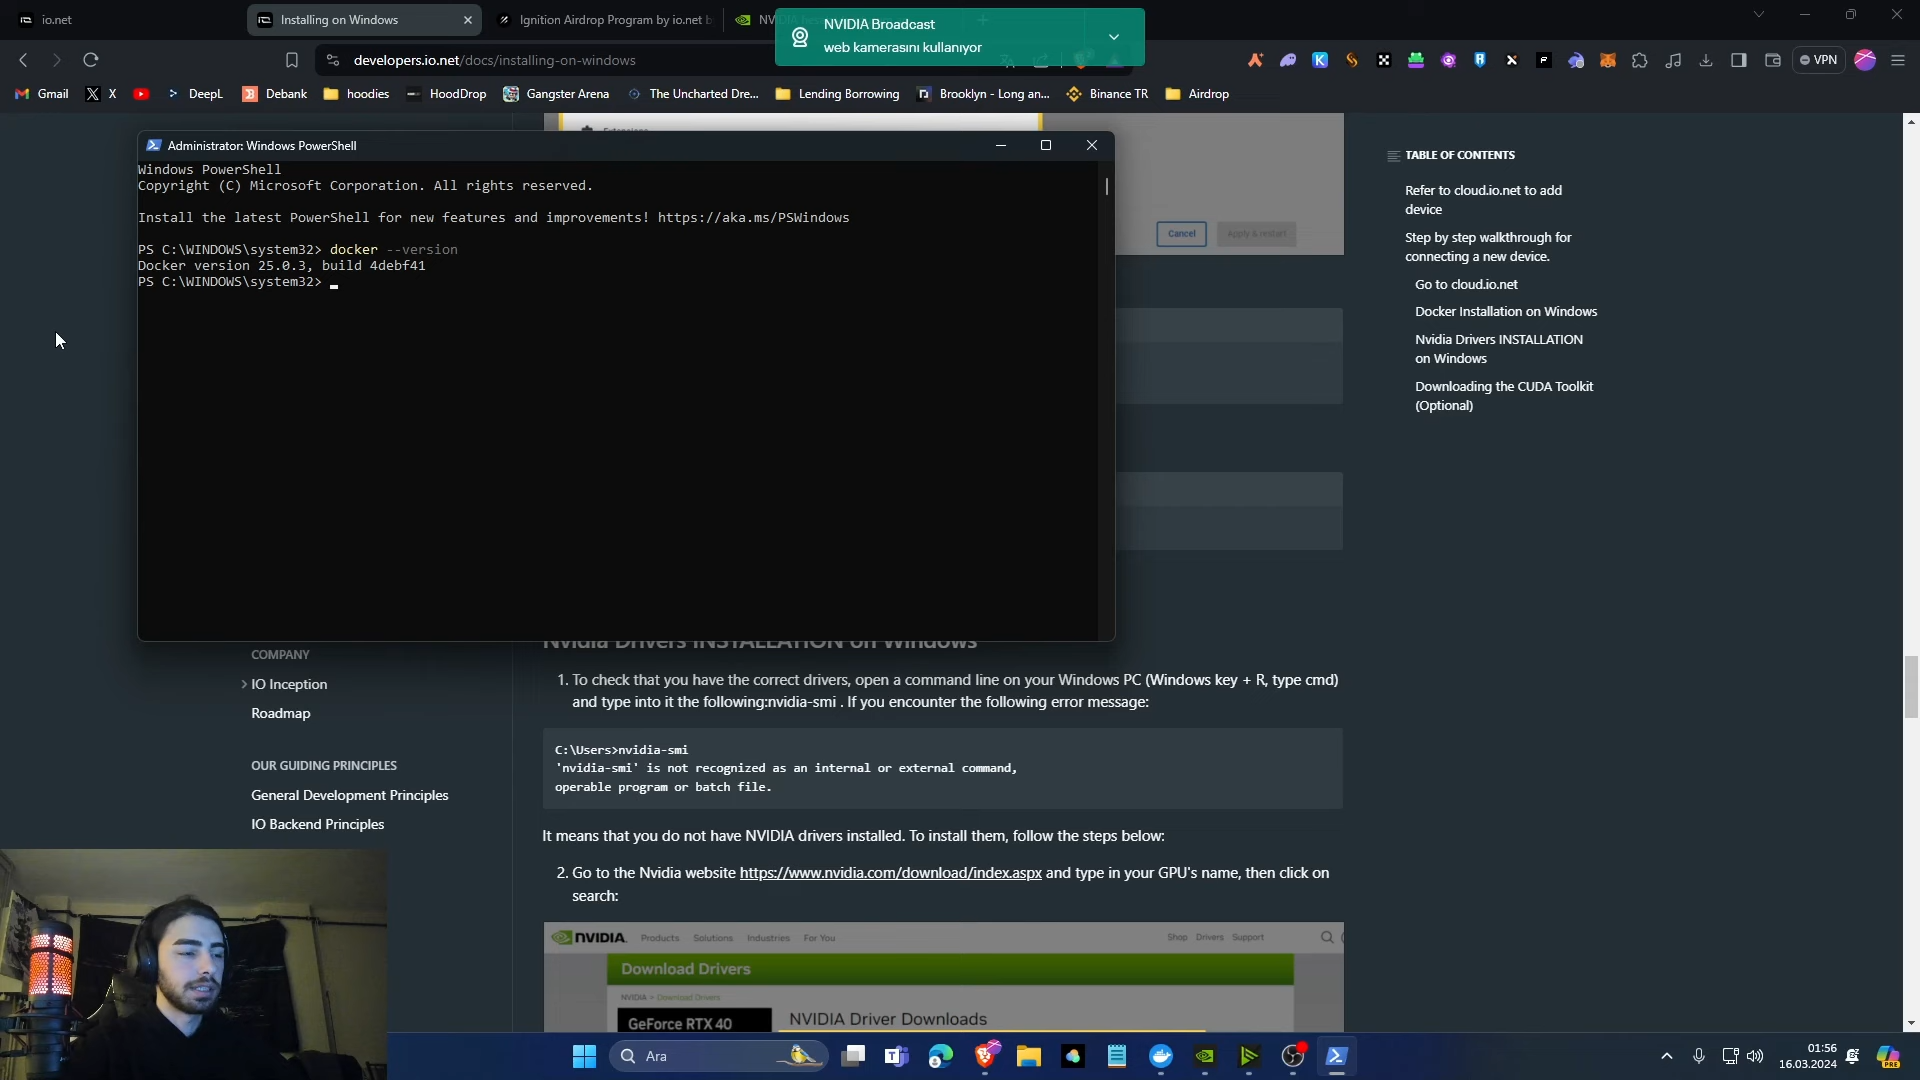 io.net
Installing on Windows
Ignition Airdrop Program by io.net b
NVIDIA Broadcast
web kamerasını kullanıyor
developers.io.net/docs/installing-on-windows
VPN
Gmail
X
DeepL
Debank
hoodies
HoodDrop
Gangster Arena
The Uncharted Dre...
Lending Borrowing
Brooklyn - Long an...
Binance TR
Airdrop
Administrator: Windows PowerShell
Windows PowerShell
Copyright (C) Microsoft Corporation. All rights reserved.
Install the latest PowerShell for new features and improvements! https://aka.ms/PSWindows
PS C:\WINDOWS\system32> docker --version
Docker version 25.0.3, build 4debf41
PS C:\WINDOWS\system32>
Cancel
Apply & restart
TABLE OF CONTENTS
Refer to cloud.io.net to add
device
Step by step walkthrough for
connecting a new device.
Go to cloud.io.net
Docker Installation on Windows
Nvidia Drivers INSTALLATION
on Windows
Downloading the CUDA Toolkit
(Optional)
COMPANY
IO Inception
Roadmap
OUR GUIDING PRINCIPLES
General Development Principles
IO Backend Principles
Nvidia Drivers INSTALLATION on Windows
1. To check that you have the correct drivers, open a command line on your Windows PC (Windows key + R, type cmd)
and type into it the following:nvidia-smi . If you encounter the following error message:
C:\Users>nvidia-smi
'nvidia-smi' is not recognized as an internal or external command,
operable program or batch file.
It means that you do not have NVIDIA drivers installed. To install them, follow the steps below:
2. Go to the Nvidia website https://www.nvidia.com/download/index.aspx and type in your GPU's name, then click on
search:
NVIDIA.
Products
Solutions
Industries
For You
Shop
Drivers
Support
Download Drivers
NVIDIA > Download Drivers
GeForce RTX 40
NVIDIA Driver Downloads
Ara
01:56
16.03.2024
PRE